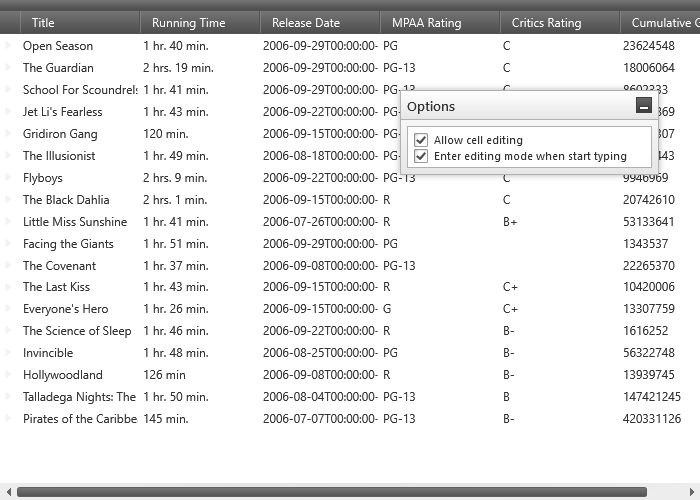 Title Running Time Release Date MPAA Rating Critics Rating Cumulative G
Open Season 1 hr. 40 min. 2006-09-29T00:00:00- PG C 23624548
The Guardian 2 hrs. 19 min. 2006-09-29T00:00:00- PG-13 C 18006064
School For Scoundrels 1 hr. 41 min. 2006-09-29T00:00:00- PG-13 C 8602333
Jet Li's Fearless 1 hr. 43 min. 2006-09-22T00:00:00- PG- 369
Gridiron Gang 120 min. 2006-09-15T00:00:00- PG- 307
The Illusionist 1 hr. 49 min. 2006-08-18T00:00:00- PG- 443
Flyboys 2 hrs. 9 min. 2006-09-22T00:00:00- PG-13 C 9946969
The Black Dahlia 2 hrs. 1 min. 2006-09-15T00:00:00- R C 20742610
Little Miss Sunshine 1 hr. 41 min. 2006-07-26T00:00:00- R B+ 53133641
Facing the Giants 1 hr. 51 min. 2006-09-29T00:00:00- PG 1343537
The Covenant 1 hr. 37 min. 2006-09-08T00:00:00- PG-13 22265370
The Last Kiss 1 hr. 43 min. 2006-09-15T00:00:00- R C+ 10420006
Everyone's Hero 1 hr. 26 min. 2006-09-15T00:00:00- G C+ 13307759
The Science of Sleep 1 hr. 46 min. 2006-09-22T00:00:00- R B- 1616252
Invincible 1 hr. 48 min. 2006-08-25T00:00:00- PG B- 56322748
Hollywoodland 126 min 2006-09-08T00:00:00- R B- 13939745
Talladega Nights: The 1 hr. 50 min. 2006-08-04T00:00:00- PG-13 B 147421245
Pirates of the Caribbe 145 min. 2006-07-07T00:00:00- PG-13 B- 420331126
Options
Allow cell editing
Enter editing mode when start typing